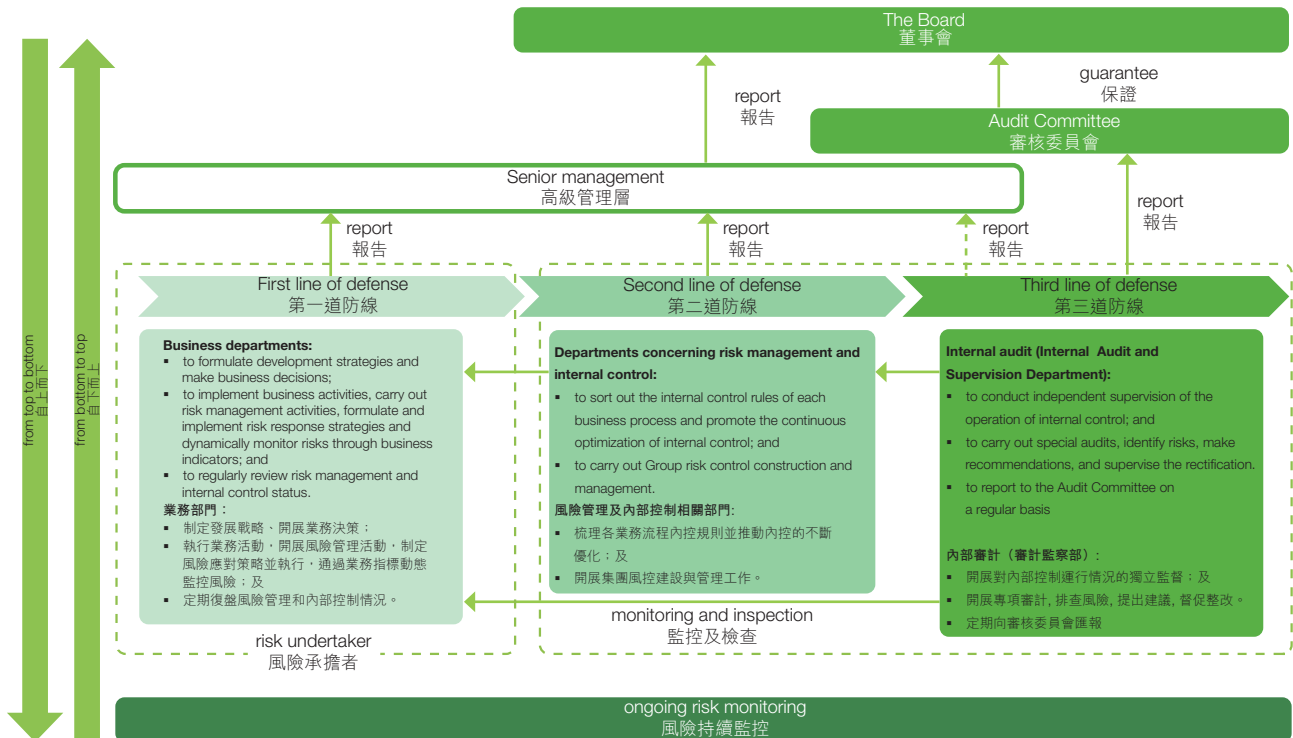 The Board
董事會
guarantee
保證
report
報告
Audit Committee
審核委員會
Senior management
高級管理層
report
報告
report
報告
report
報告
report
報告
from top to bottom
自上而下
from bottom to top
自下而上
First line of defense
第一道防線
Second line of defense
第二道防線
Third line of defense
第三道防線
Business departments:
▪ to formulate development strategies and
make business decisions;
▪ to implement business activities, carry out
risk management activities, formulate and
implement risk response strategies and
dynamically monitor risks through business
indicators; and
▪ to regularly review risk management and
internal control status.
業務部門：
▪ 制定發展戰略、開展業務決策；
▪ 執行業務活動，開展風險管理活動，制定
風險應對策略並執行，通過業務指標動態
監控風險；及
▪ 定期復盤風險管理和內部控制情況。
Departments concerning risk management and
internal control:
▪ to sort out the internal control rules of each
business process and promote the continuous
optimization of internal control; and
▪ to carry out Group risk control construction and
management.
風險管理及內部控制相關部門:
▪ 梳理各業務流程內控規則並推動內控的不斷
優化；及
▪ 開展集團風控建設與管理工作。
Internal audit (Internal Audit and
Supervision Department):
▪ to conduct independent supervision of the
operation of internal control; and
▪ to carry out special audits, identify risks, make
recommendations, and supervise the rectification.
▪ to report to the Audit Committee on
a regular basis
內部審計（審計監察部）:
▪ 開展對內部控制運行情況的獨立監督；及
▪ 開展專項審計, 排查風險, 提出建議, 督促整改。
▪ 定期向審核委員會匯報
monitoring and inspection
監控及檢查
risk undertaker
風險承擔者
ongoing risk monitoring
風險持續監控